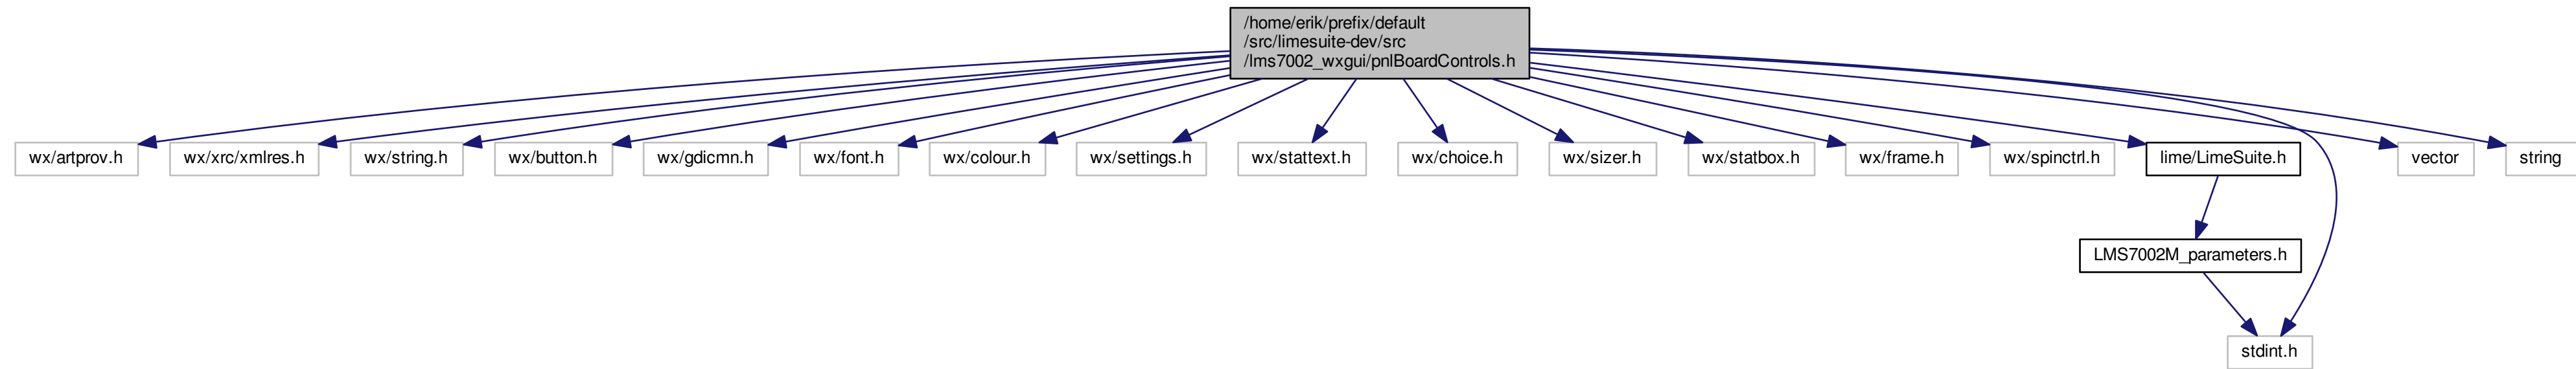 /home/erik/prefix/default
/src/limesuite-dev/src
/lms7002_wxgui/pnlBoardControls.h
wx/artprov.h
wx/xrc/xmlres.h
wx/string.h
wx/button.h
wx/gdicmn.h
wx/font.h
wx/colour.h
wx/settings.h
wx/stattext.h
wx/choice.h
wx/sizer.h
wx/statbox.h
wx/frame.h
wx/spinctrl.h
lime/LimeSuite.h
vector
string
LMS7002M_parameters.h
stdint.h